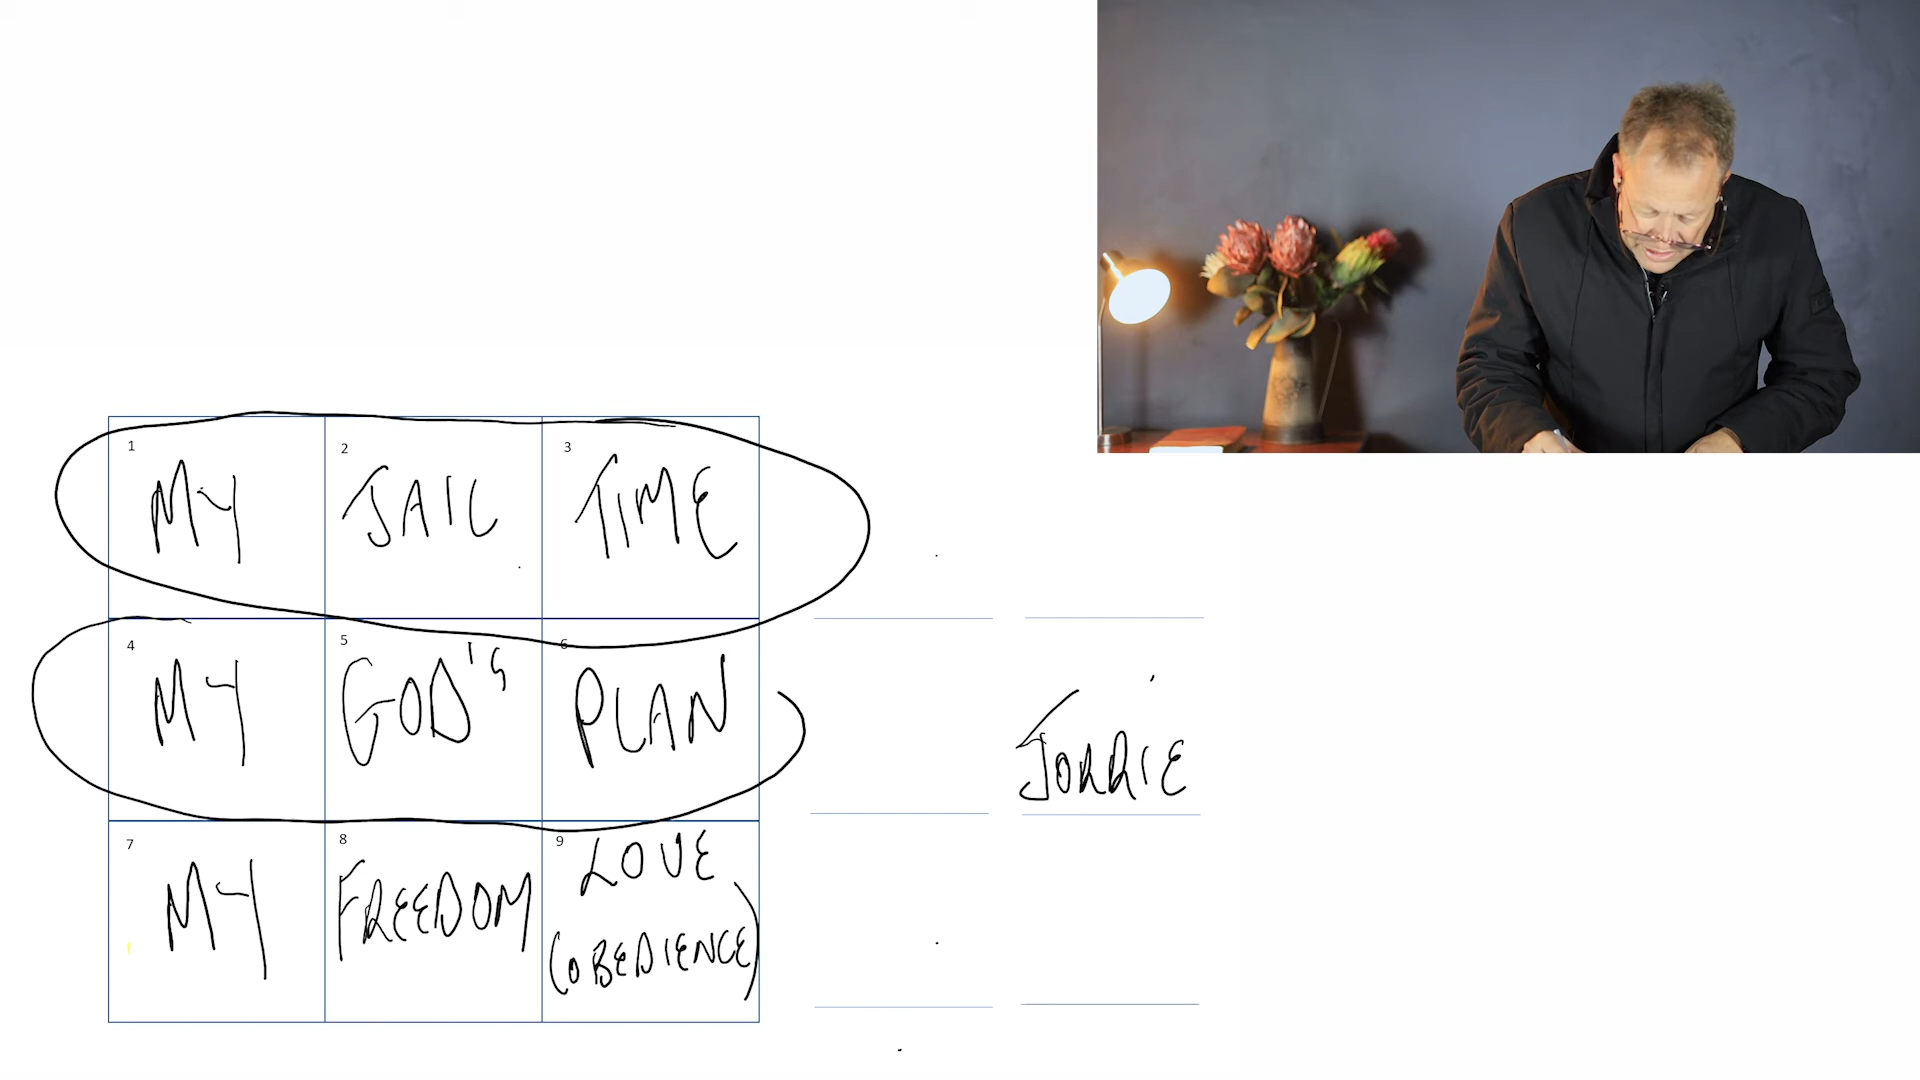 1 2 3
MY JAIL TIME
4 5 6
MY GOD'S PLAN
JORRIE
7 8 9
MY FREEDOM LOVE
(OBEDIENCE)